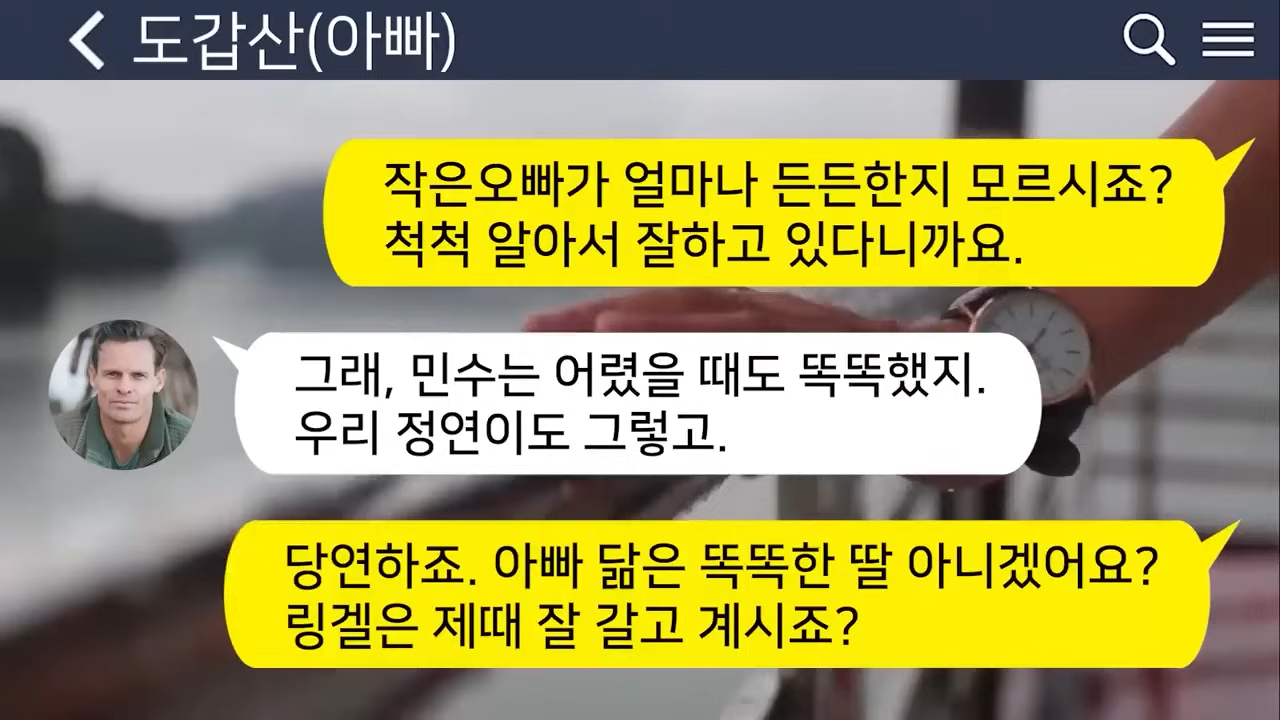 도갑산(아빠)
작은오빠가 얼마나 든든한지 모르시죠?
척척 알아서 잘하고 있다니까요.
그래, 민수는 어렸을 때도 똑똑했지.
우리 정연이도 그렇고.
당연하죠. 아빠 닮은 똑똑한 딸 아니겠어요?
링겔은 제때 잘 갈고 계시죠?